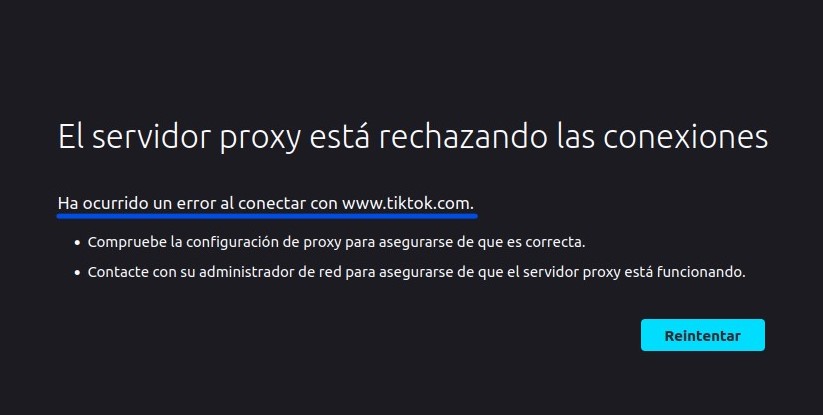 El servidor proxy está rechazando las conexiones
Ha ocurrido un error al conectar con www.tiktok.com.
• Compruebe la configuración de proxy para asegurarse de que es correcta.
• Contacte con su administrador de red para asegurarse de que el servidor proxy está funcionando.
Reintentar